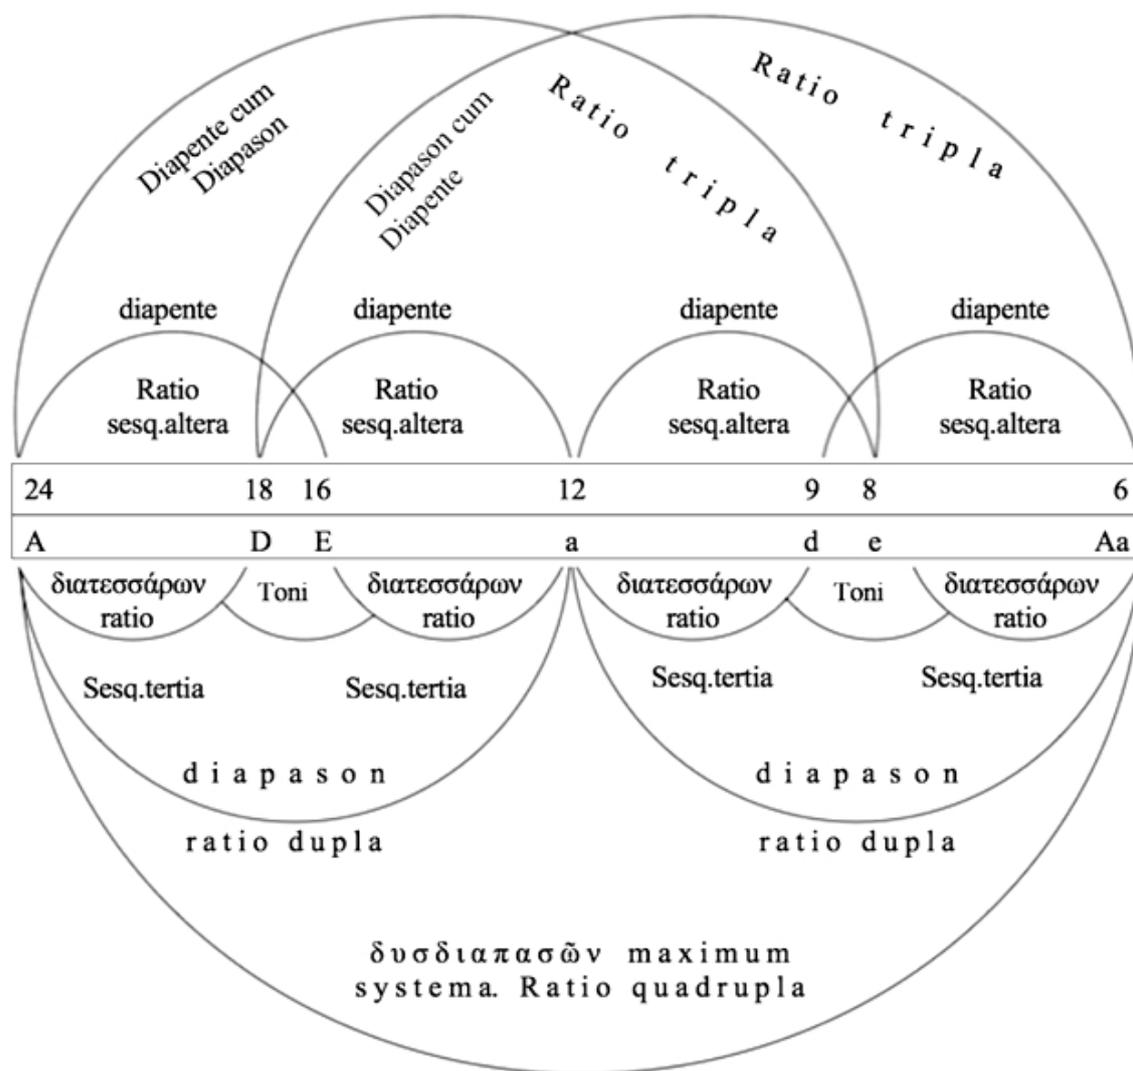 Diapente cum
Diapason
Diapason cum
Diapente
Ratio tripla
Ratio tripla
diapente
diapente
diapente
diapente
Ratio
sesq.altera
Ratio
sesq.altera
Ratio
sesq.altera
Ratio
sesq.altera
24 18 16 12 9 8 6
A D E a d e Aa
διατεσσάρων
ratio
Toni
διατεσσάρων
ratio
διατεσσάρων
ratio
Toni
διατεσσάρων
ratio
Sesq.tertia
Sesq.tertia
Sesq.tertia
Sesq.tertia
diapason
ratio dupla
diapason
ratio dupla
δυσδιαπασῶν maximum
systema. Ratio quadrupla